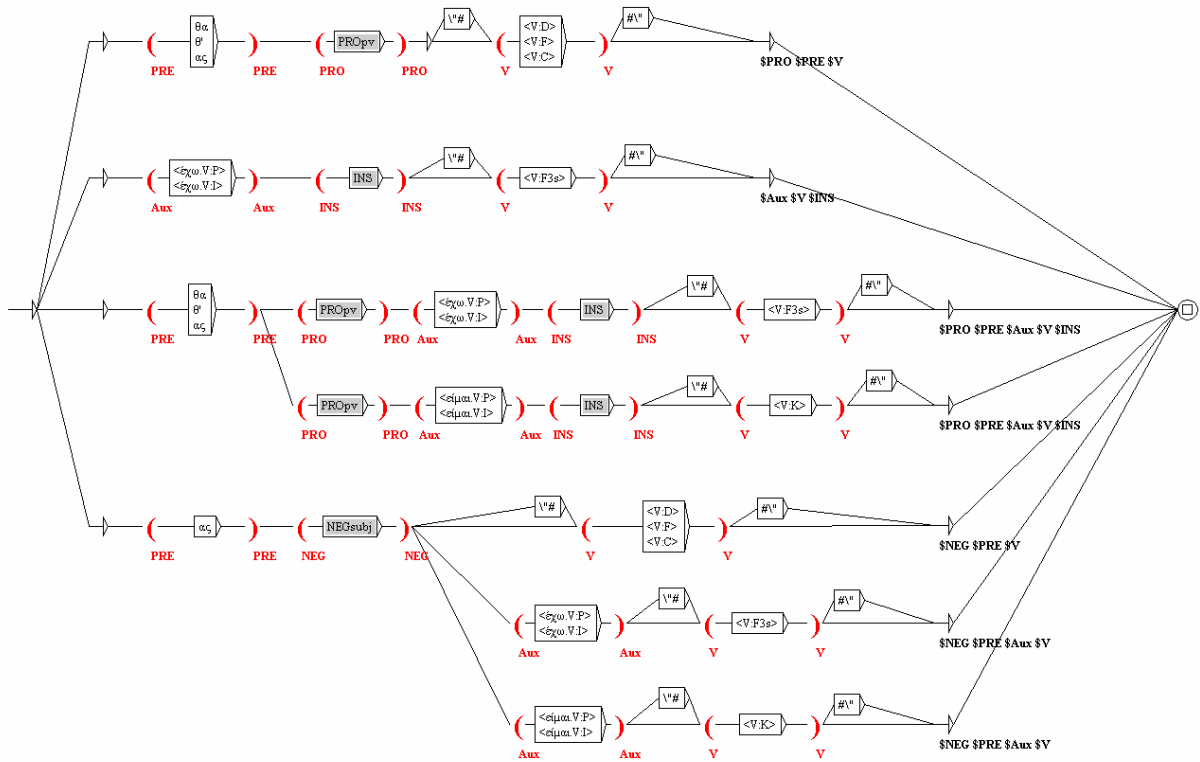 θα
θ'
ας
PROpv
\"#
<V:D>
<V:F>
<V:C>
#\"
PRE PRE PRO PRO V V
$PRO $PRE $V
<έχω.V:P>
<έχω.V:I>
INS
\"#
<V:F3s>
#\"
Aux Aux INS INS V V
$Aux $V $INS
θα
θ'
ας
PROpv
<έχω.V:P>
<έχω.V:I>
INS
\"#
<V:F3s>
#\"
PRE PRE PRO PRO Aux Aux INS INS V V
$PRO $PRE $Aux $V $INS
PROpv
<είμαι.V:P>
<είμαι.V:I>
INS
\"#
<V:K>
#\"
PRO PRO Aux Aux INS INS V V
$PRO $PRE $Aux $V $INS
ας
NEGsubj
\"#
<V:D>
<V:F>
<V:C>
#\"
PRE PRE NEG NEG V V
$NEG $PRE $V
<έχω.V:P>
<έχω.V:I>
\"#
<V:F3s>
#\"
Aux Aux V V
$NEG $PRE $Aux $V
<είμαι.V:P>
<είμαι.V:I>
\"#
<V:K>
#\"
Aux Aux V V
$NEG $PRE $Aux $V